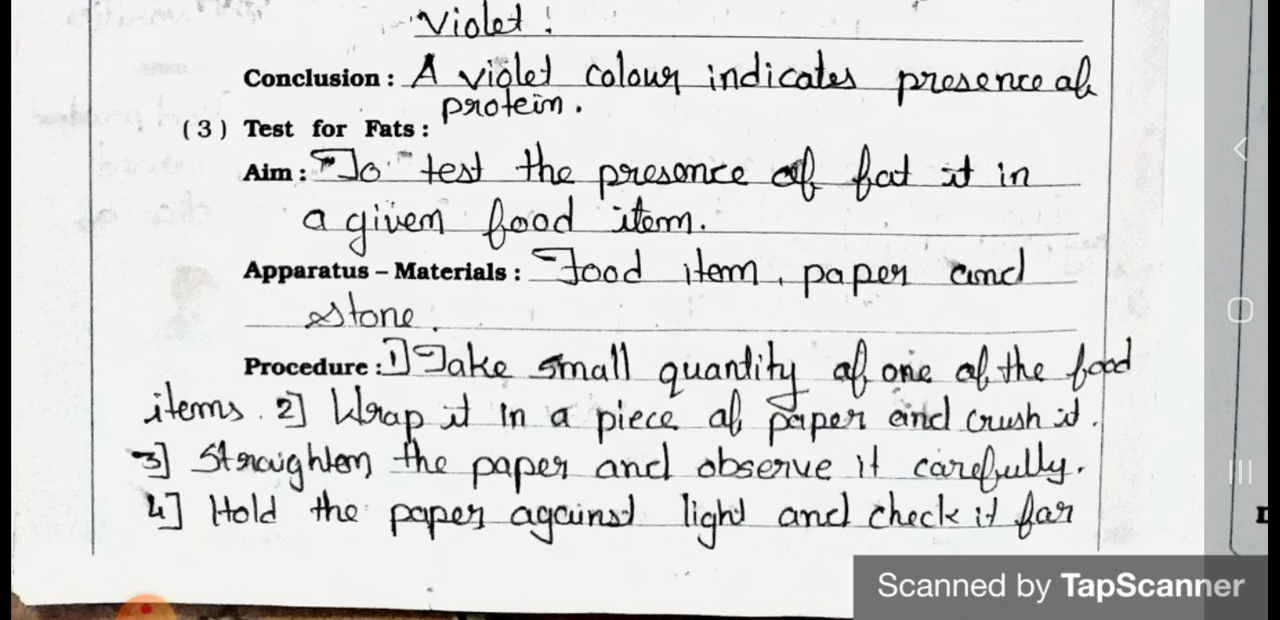 Violet.
Conclusion : A violet colour indicates presence of
protein.
(3) Test for Fats :
Aim : To test the presence of fat it in
a given food item.
Apparatus – Materials : Food item, paper and
stone.
Procedure : 1] Take small quantity of one of the food
items. 2] Wrap it in a piece of paper and crush it.
3] Straighten the paper and observe it carefully.
4] Hold the paper against light and check it for
Scanned by TapScanner